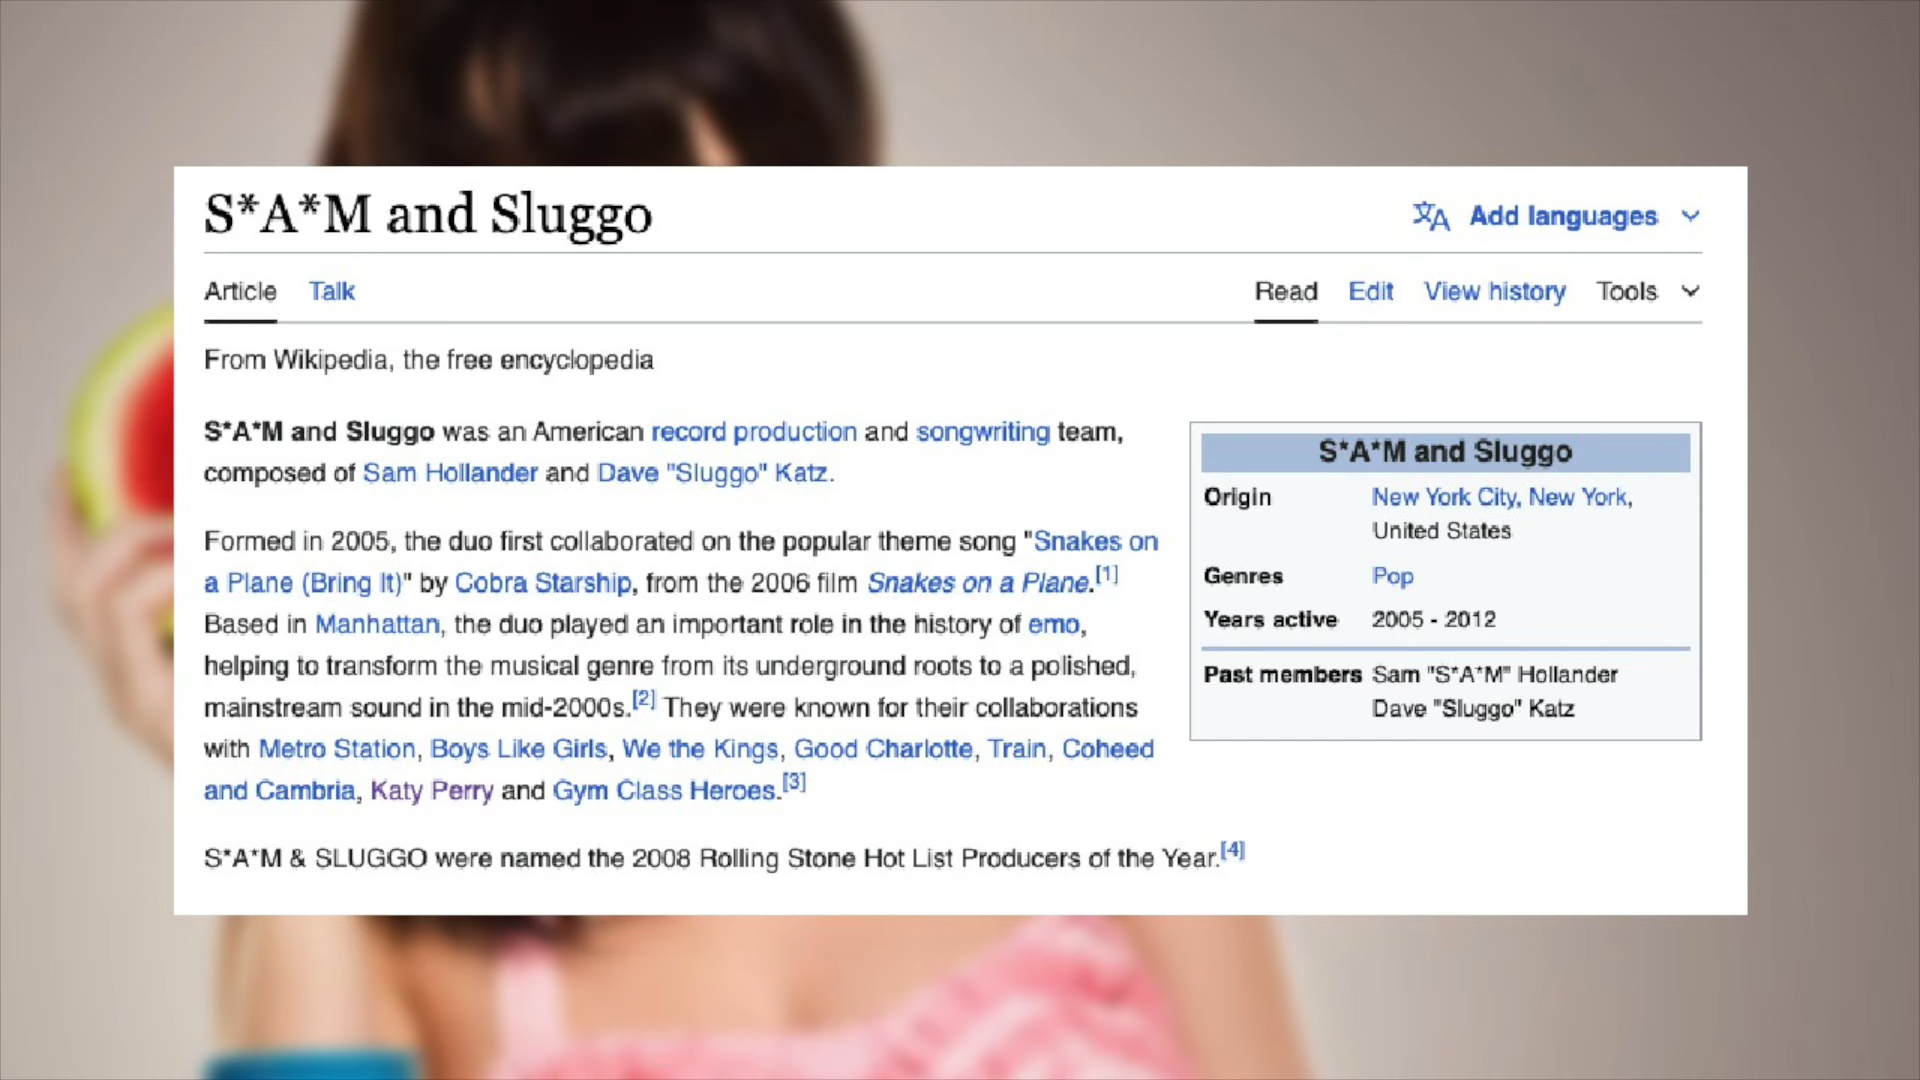 S*A*M and Sluggo
Add languages
Article Talk
Read Edit View history Tools
From Wikipedia, the free encyclopedia
S*A*M and Sluggo was an American record production and songwriting team,
composed of Sam Hollander and Dave "Sluggo" Katz.
Formed in 2005, the duo first collaborated on the popular theme song "Snakes on
a Plane (Bring It)" by Cobra Starship, from the 2006 film Snakes on a Plane.[1]
Based in Manhattan, the duo played an important role in the history of emo,
helping to transform the musical genre from its underground roots to a polished,
mainstream sound in the mid-2000s.[2] They were known for their collaborations
with Metro Station, Boys Like Girls, We the Kings, Good Charlotte, Train, Coheed
and Cambria, Katy Perry and Gym Class Heroes.[3]
S*A*M & SLUGGO were named the 2008 Rolling Stone Hot List Producers of the Year.[4]
S*A*M and Sluggo
Origin New York City, New York,
United States
Genres Pop
Years active 2005 - 2012
Past members Sam "S*A*M" Hollander
Dave "Sluggo" Katz